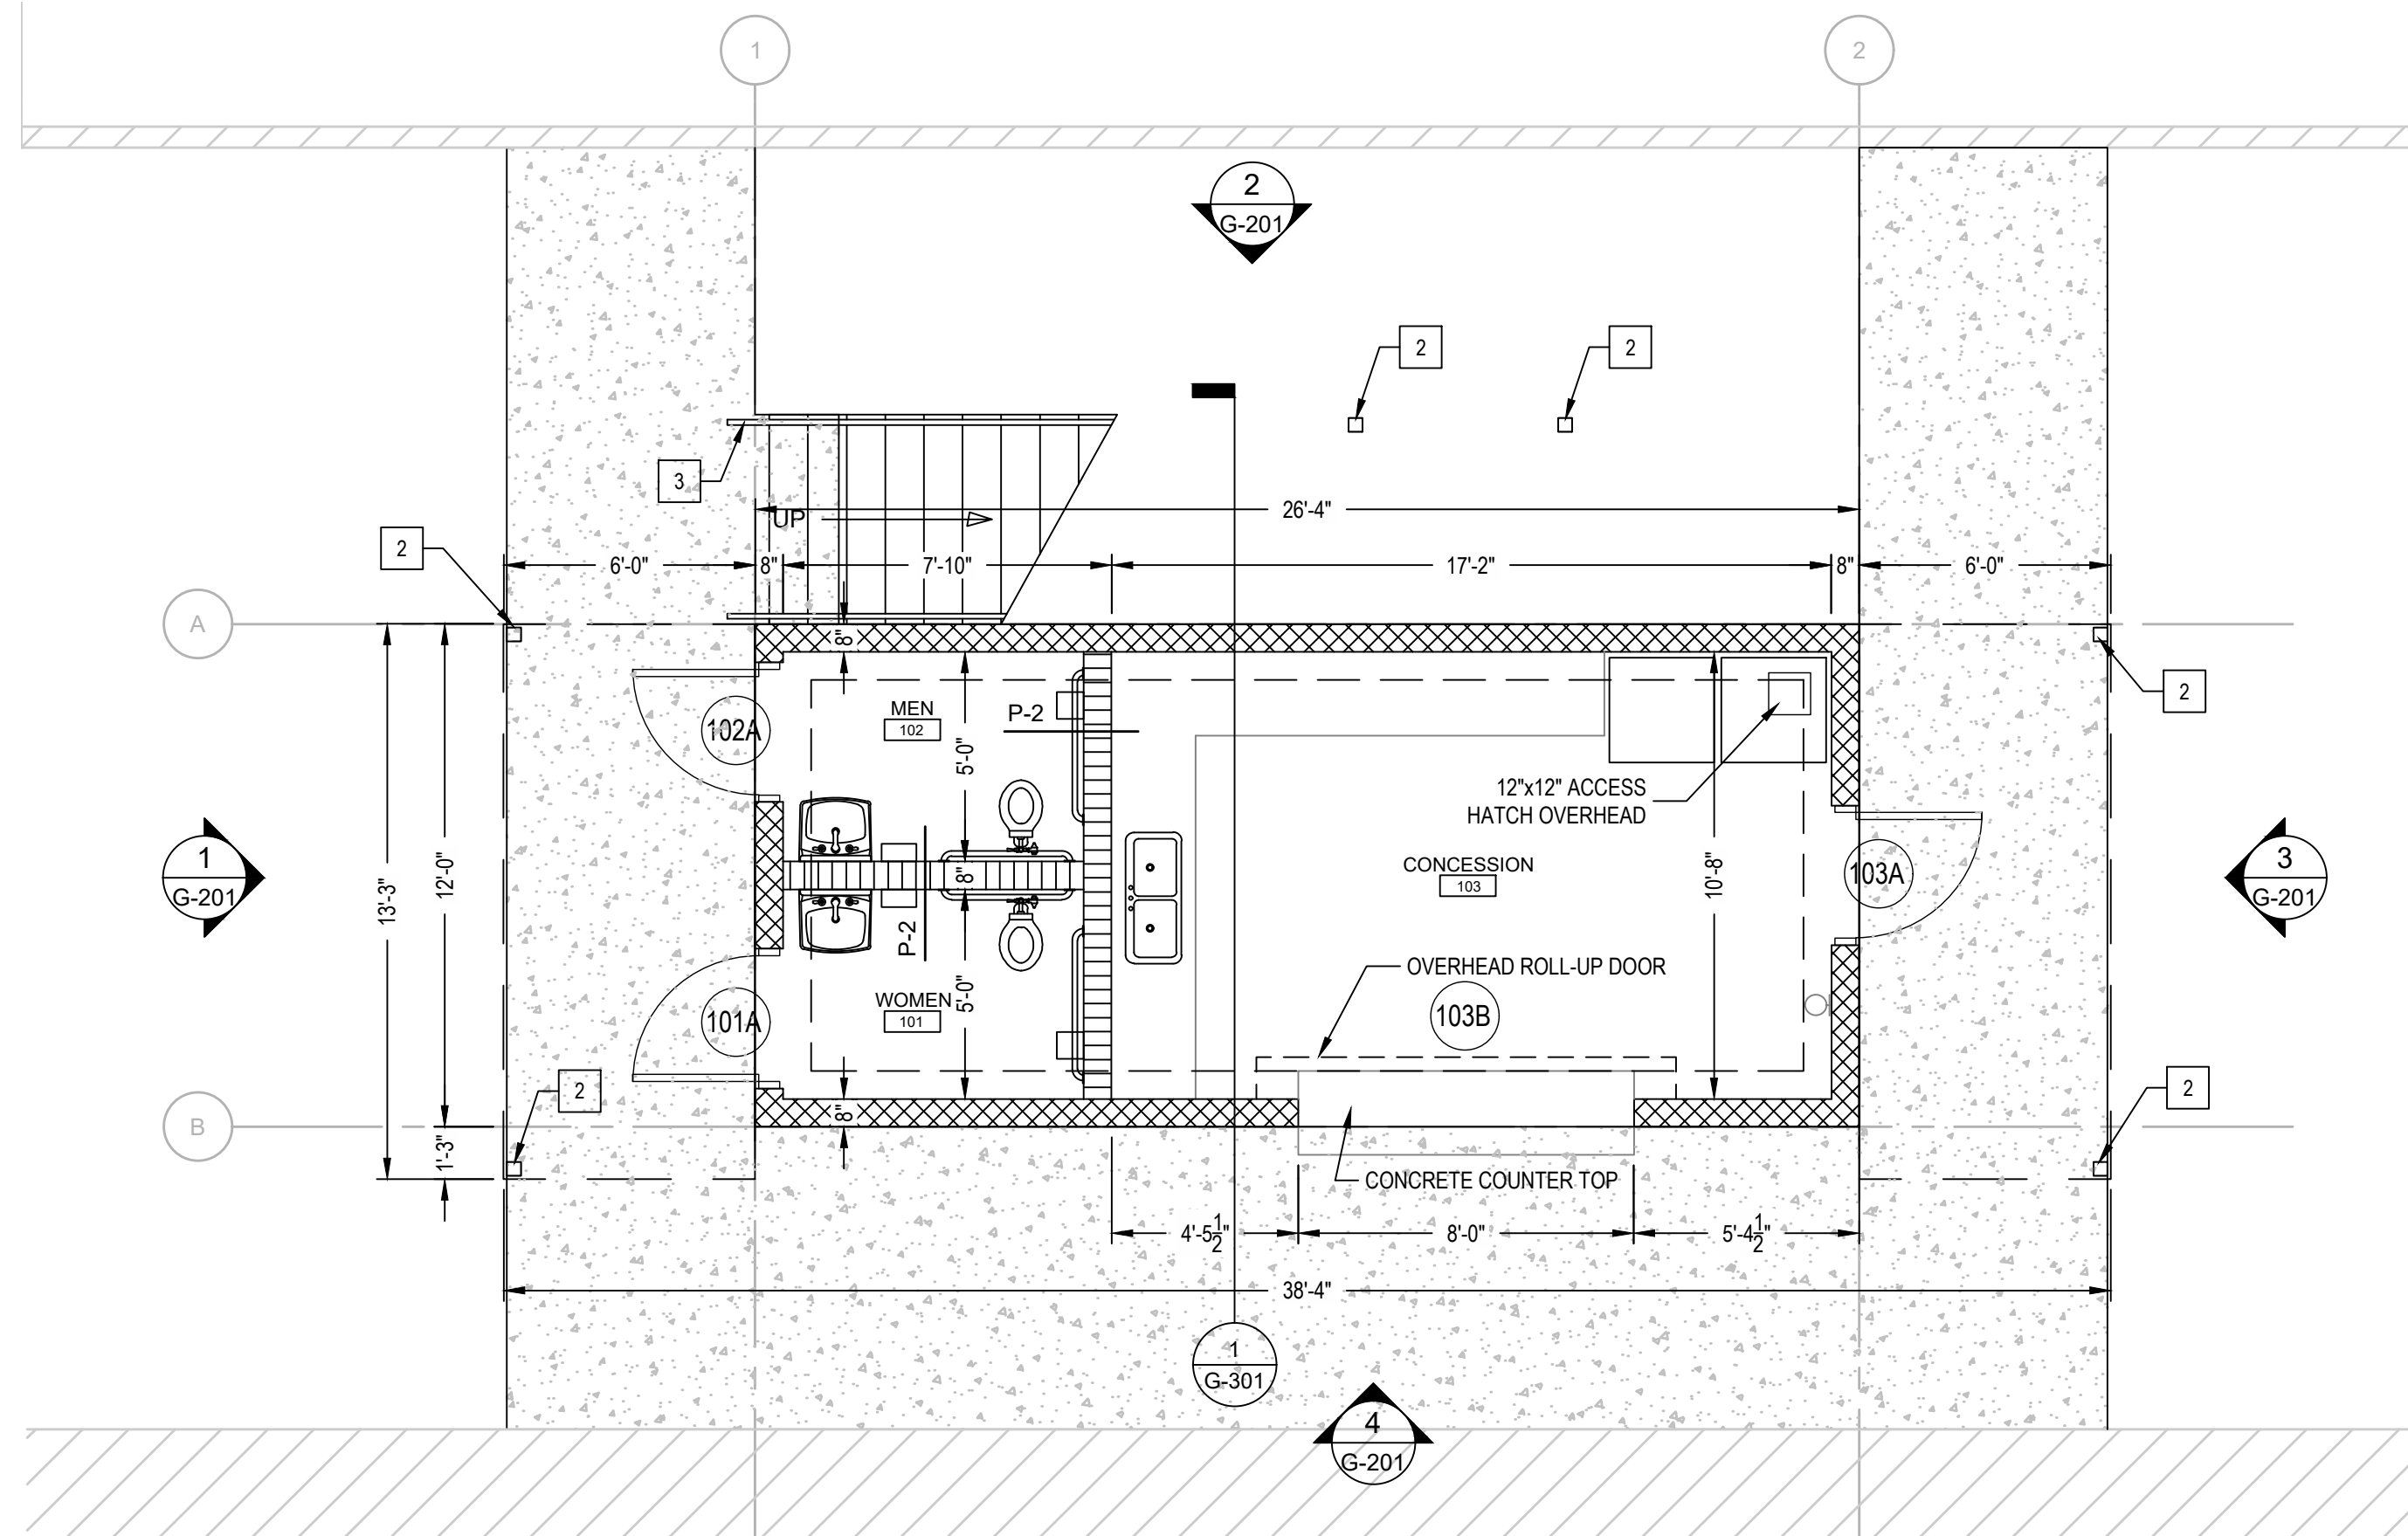 1
2
2
G-201
2
2
3
UP
26'-4"
2
6'-0"
8"
7'-10"
17'-2"
8"
6'-0"
A
8"
2
MEN
102
P-2
102A
5'-0"
12"x12" ACCESS
HATCH OVERHEAD
1
G-201
13'-3"
12'-0"
8"
CONCESSION
103
10'-8"
103A
3
G-201
P-2
OVERHEAD ROLL-UP DOOR
WOMEN
101
101A
5'-0"
103B
2
2
B
8"
1'-3"
CONCRETE COUNTER TOP
4'-5 1/2"
8'-0"
5'-4 1/2"
38'-4"
1
G-301
4
G-201